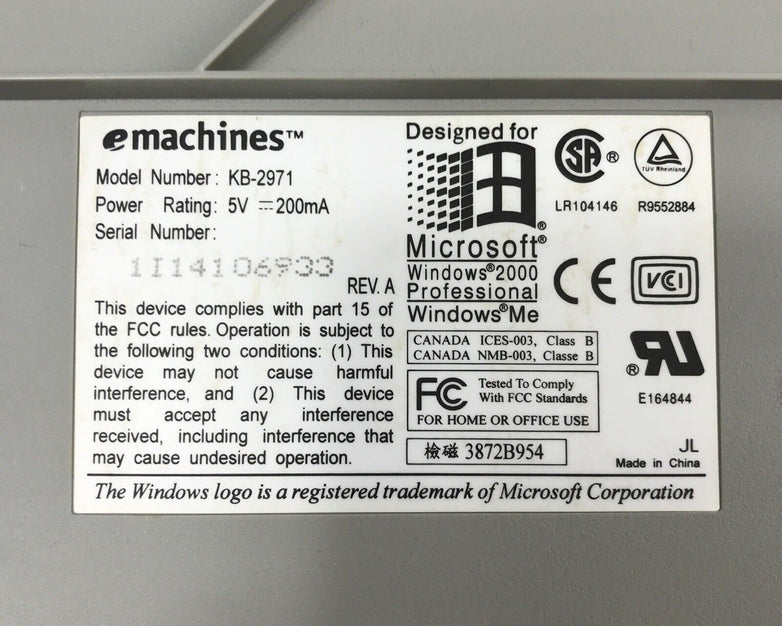 emachines™
Model Number: KB-2971
Power Rating: 5V ⎓200mA
Serial Number:
1I14106933
REV. A
This device complies with part 15 of
the FCC rules. Operation is subject to
the following two conditions: (1) This
device may not cause harmful
interference, and (2) This device
must accept any interference
received, including interference that
may cause undesired operation.
Designed for
®
Microsoft®
Windows®2000
Professional
Windows®Me
CANADA ICES-003, Class B
CANADA NMB-003, Classe B
FC Tested To Comply
With FCC Standards
FOR HOME OR OFFICE USE
檢磁 3872B954
SA ®
LR104146
TUV Rheinland
R9552884
CE
VCI
®UR
E164844
JL
Made in China
The Windows logo is a registered trademark of Microsoft Corporation